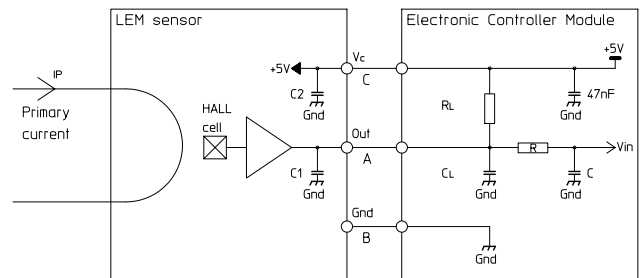 LEM sensor
Electronic Controller Module
Vc
+5V
+5V
C
IP
C2
Gnd
HALL
cell
RL
47nF
Gnd
Primary
current
Out
A
R
Vin
C1
Gnd
CL
Gnd
C
Gnd
Gnd
B
Gnd